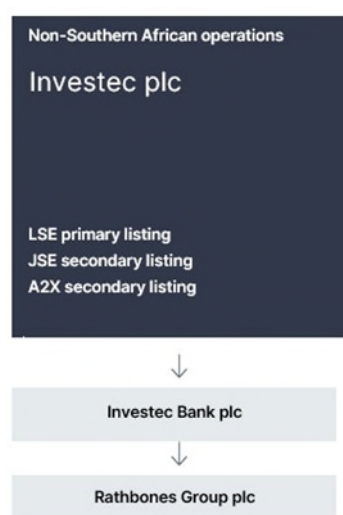 Non-Southern African operations
Investec plc
LSE primary listing
JSE secondary listing
A2X secondary listing
Investec Bank plc
Rathbones Group plc